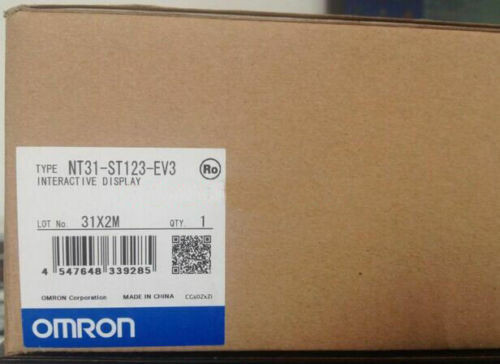 TYPE NT31-ST123-EV3 Ro
INTERACTIVE DISPLAY
LOT No. 31X2M QTY. 1
4 547648 339285
OMRON Corporation MADE IN CHINA
OMRON